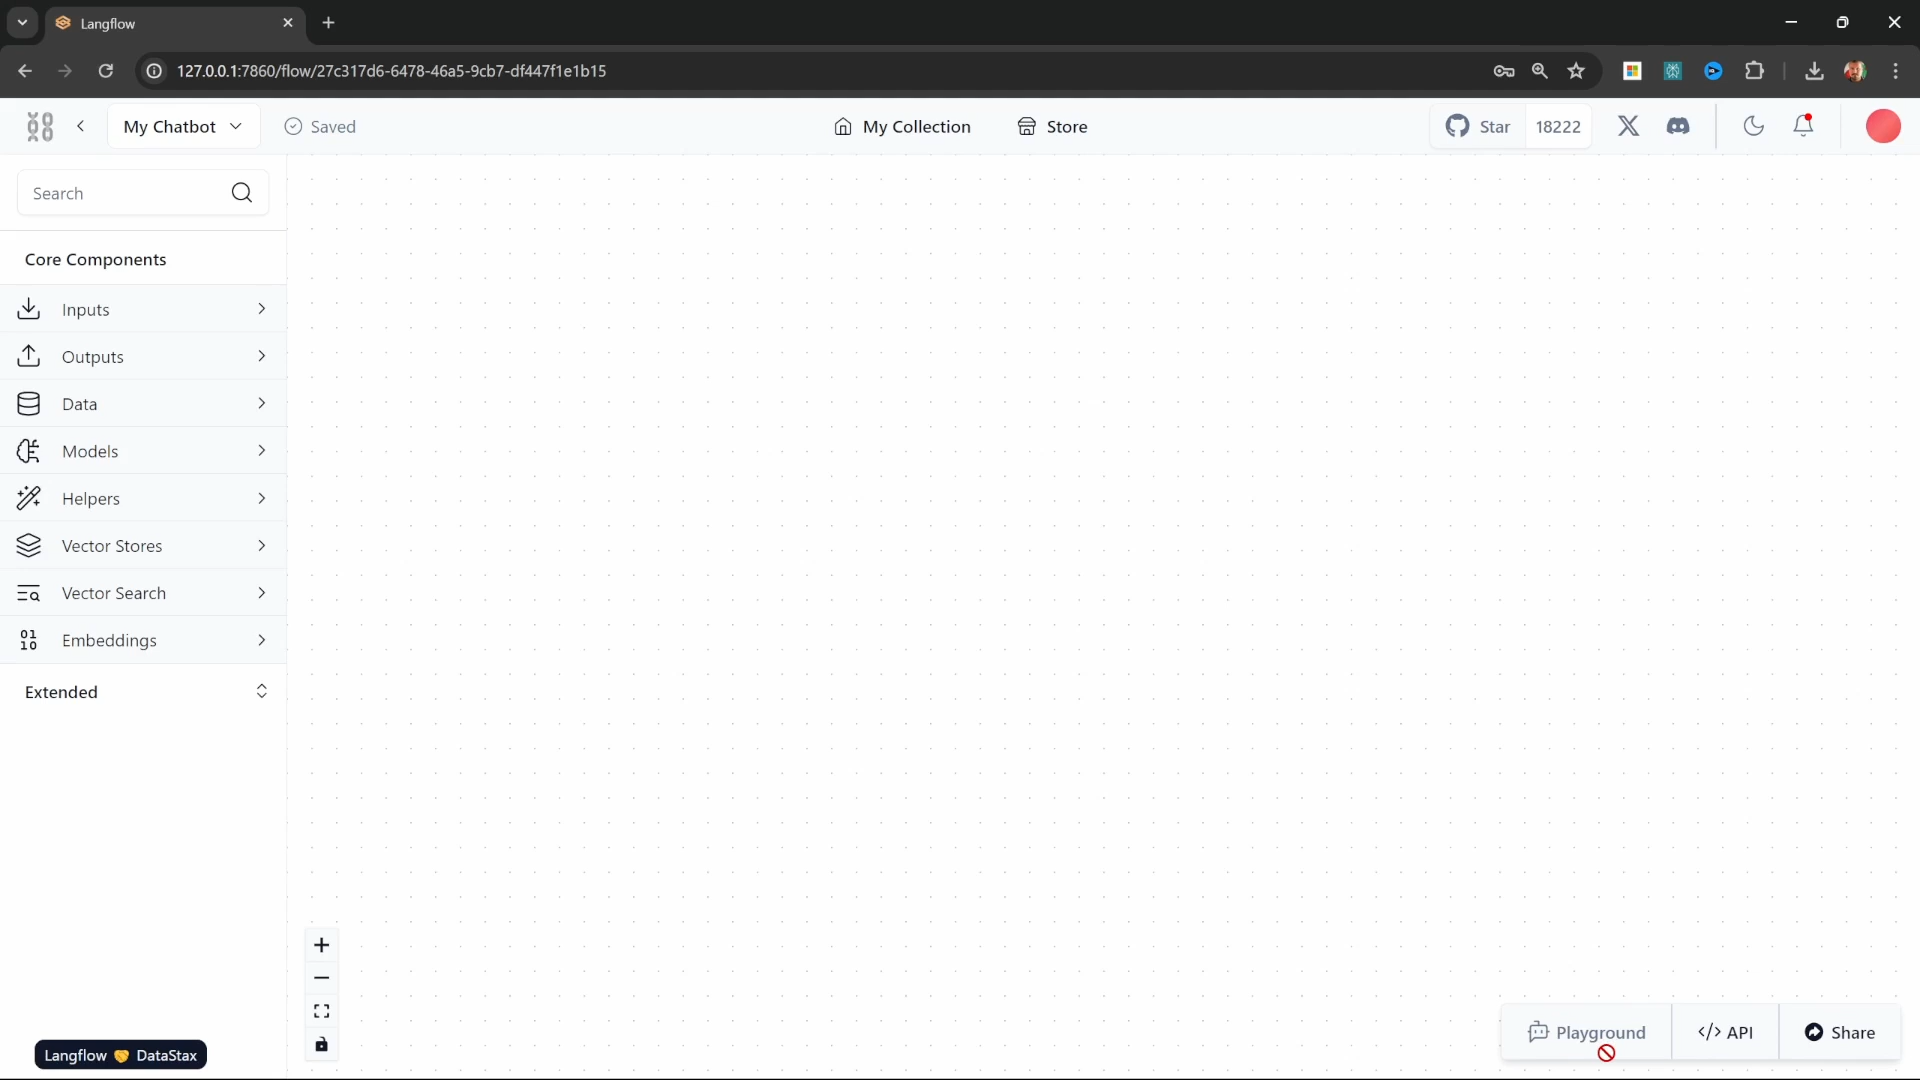 Langflow
127.0.0.1:7860/flow/27c317d6-6478-46a5-9cb7-df447f1e1b15
My Chatbot
Saved
My Collection
Store
Star
18222
Search
Core Components
Inputs
Outputs
Data
Models
Helpers
Vector Stores
Vector Search
Embeddings
Extended
Langflow 🤝 DataStax
Playground
</> API
Share